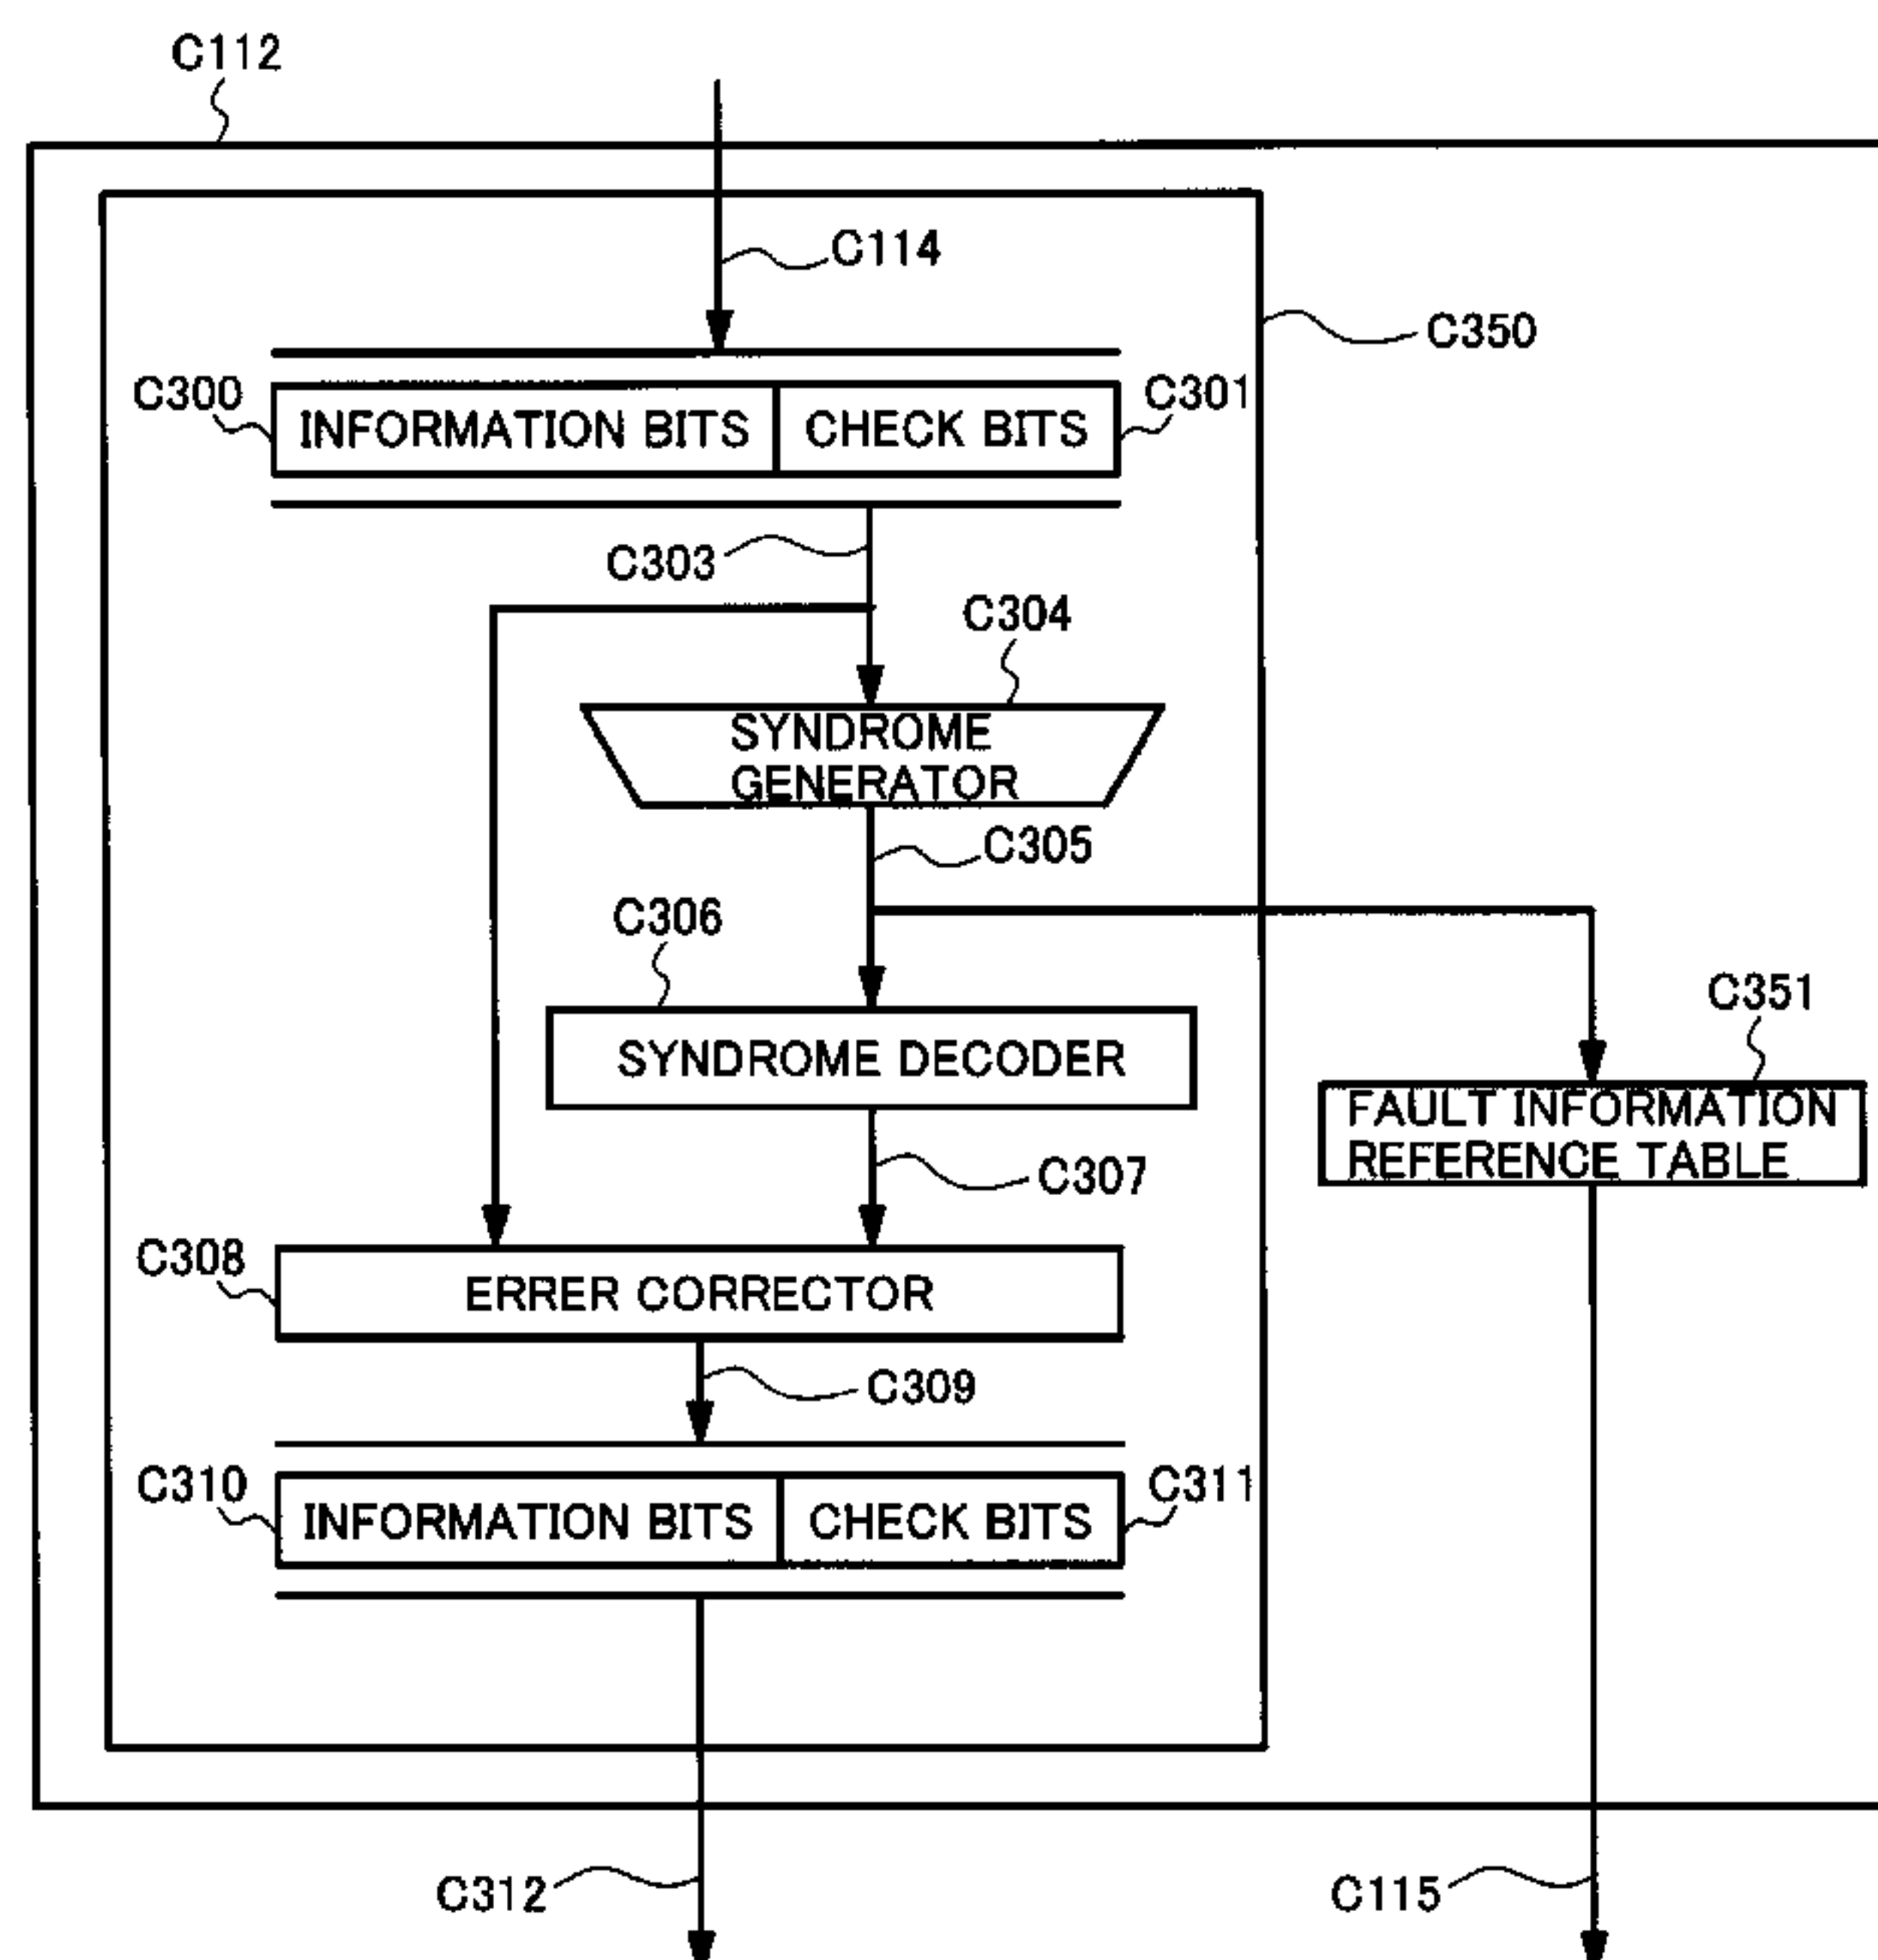 C112
C114
C350
C300
INFORMATION BITS
CHECK BITS
C301
C303
C304
SYNDROME
GENERATOR
C305
C306
SYNDROME DECODER
C351
FAULT INFORMATION
REFERENCE TABLE
C307
C308
ERRER CORRECTOR
C309
C310
INFORMATION BITS
CHECK BITS
C311
C312
C115